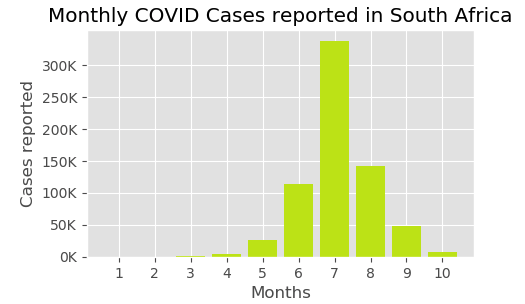 Monthly COVID Cases reported in South Africa
300K
250K
200K
150K
100K
50K
0K
Cases reported
1 2 3 4 5 6 7 8 9 10
Months